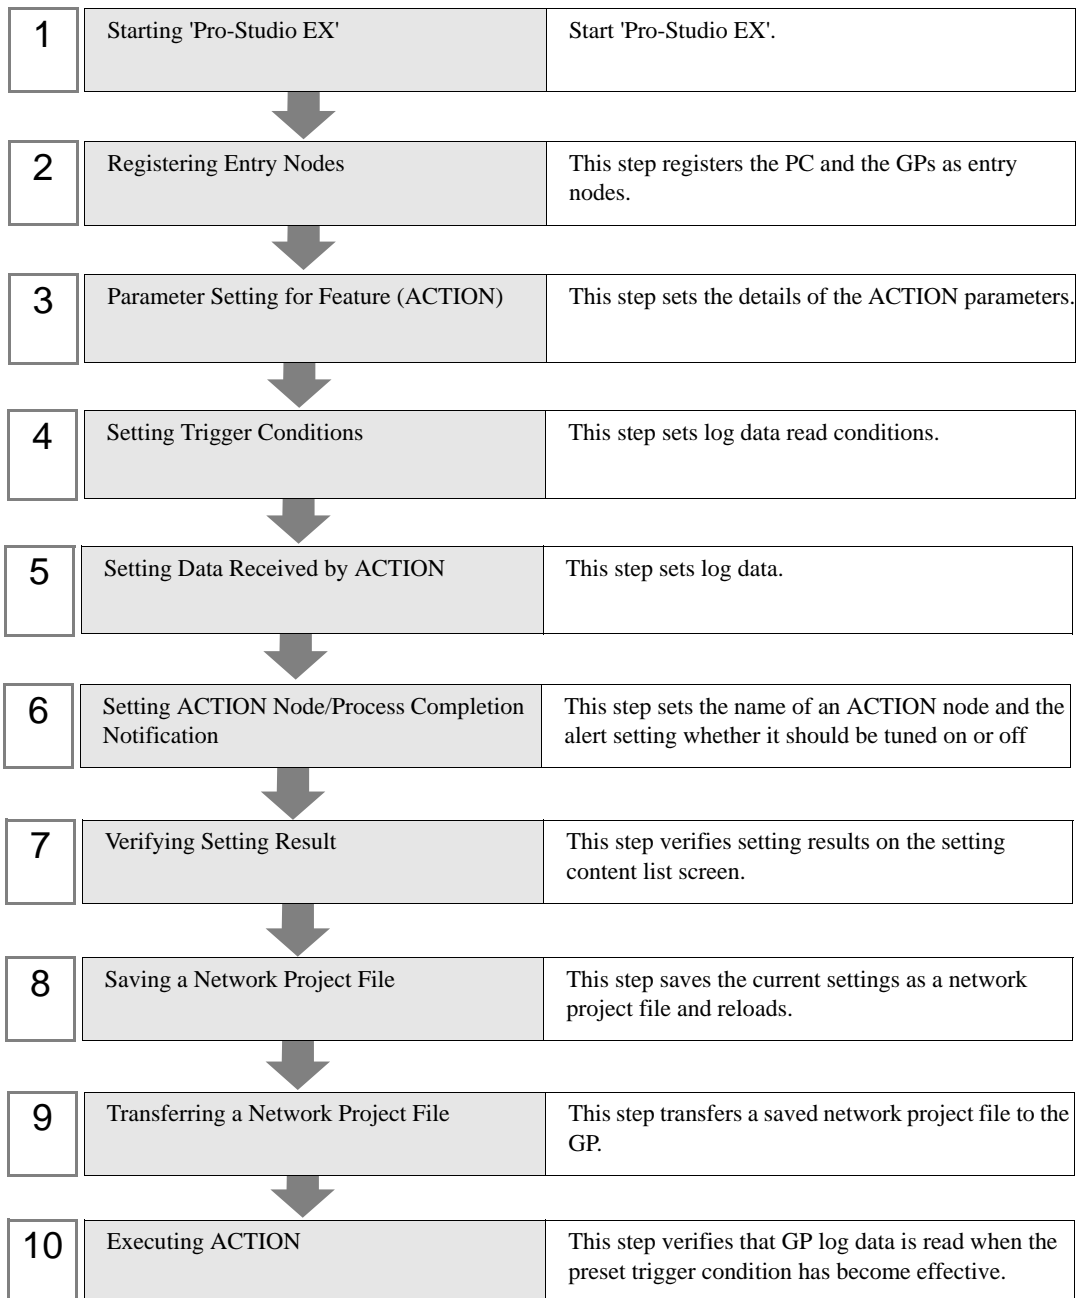 1
Starting 'Pro-Studio EX'
Start 'Pro-Studio EX'.
2
Registering Entry Nodes
This step registers the PC and the GPs as entry
nodes.
3
Parameter Setting for Feature (ACTION)
This step sets the details of the ACTION parameters.
4
Setting Trigger Conditions
This step sets log data read conditions.
5
Setting Data Received by ACTION
This step sets log data.
6
Setting ACTION Node/Process Completion
Notification
This step sets the name of an ACTION node and the
alert setting whether it should be tuned on or off
7
Verifying Setting Result
This step verifies setting results on the setting
content list screen.
8
Saving a Network Project File
This step saves the current settings as a network
project file and reloads.
9
Transferring a Network Project File
This step transfers a saved network project file to the
GP.
10
Executing ACTION
This step verifies that GP log data is read when the
preset trigger condition has become effective.